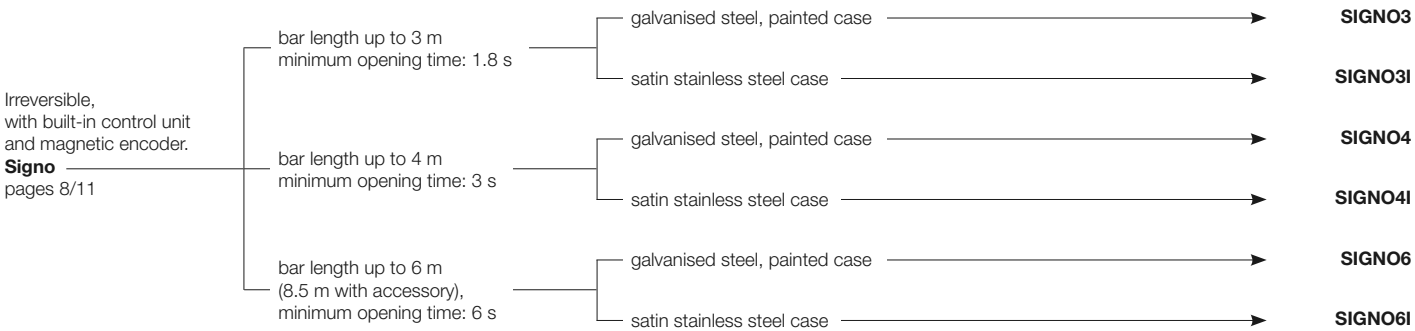 Irreversible,
with built-in control unit
and magnetic encoder.
Signo
pages 8/11
bar length up to 3 m
minimum opening time: 1.8 s
galvanised steel, painted case
SIGNO3
satin stainless steel case
SIGNO3I
bar length up to 4 m
minimum opening time: 3 s
galvanised steel, painted case
SIGNO4
satin stainless steel case
SIGNO4I
bar length up to 6 m
(8.5 m with accessory),
minimum opening time: 6 s
galvanised steel, painted case
SIGNO6
satin stainless steel case
SIGNO6I